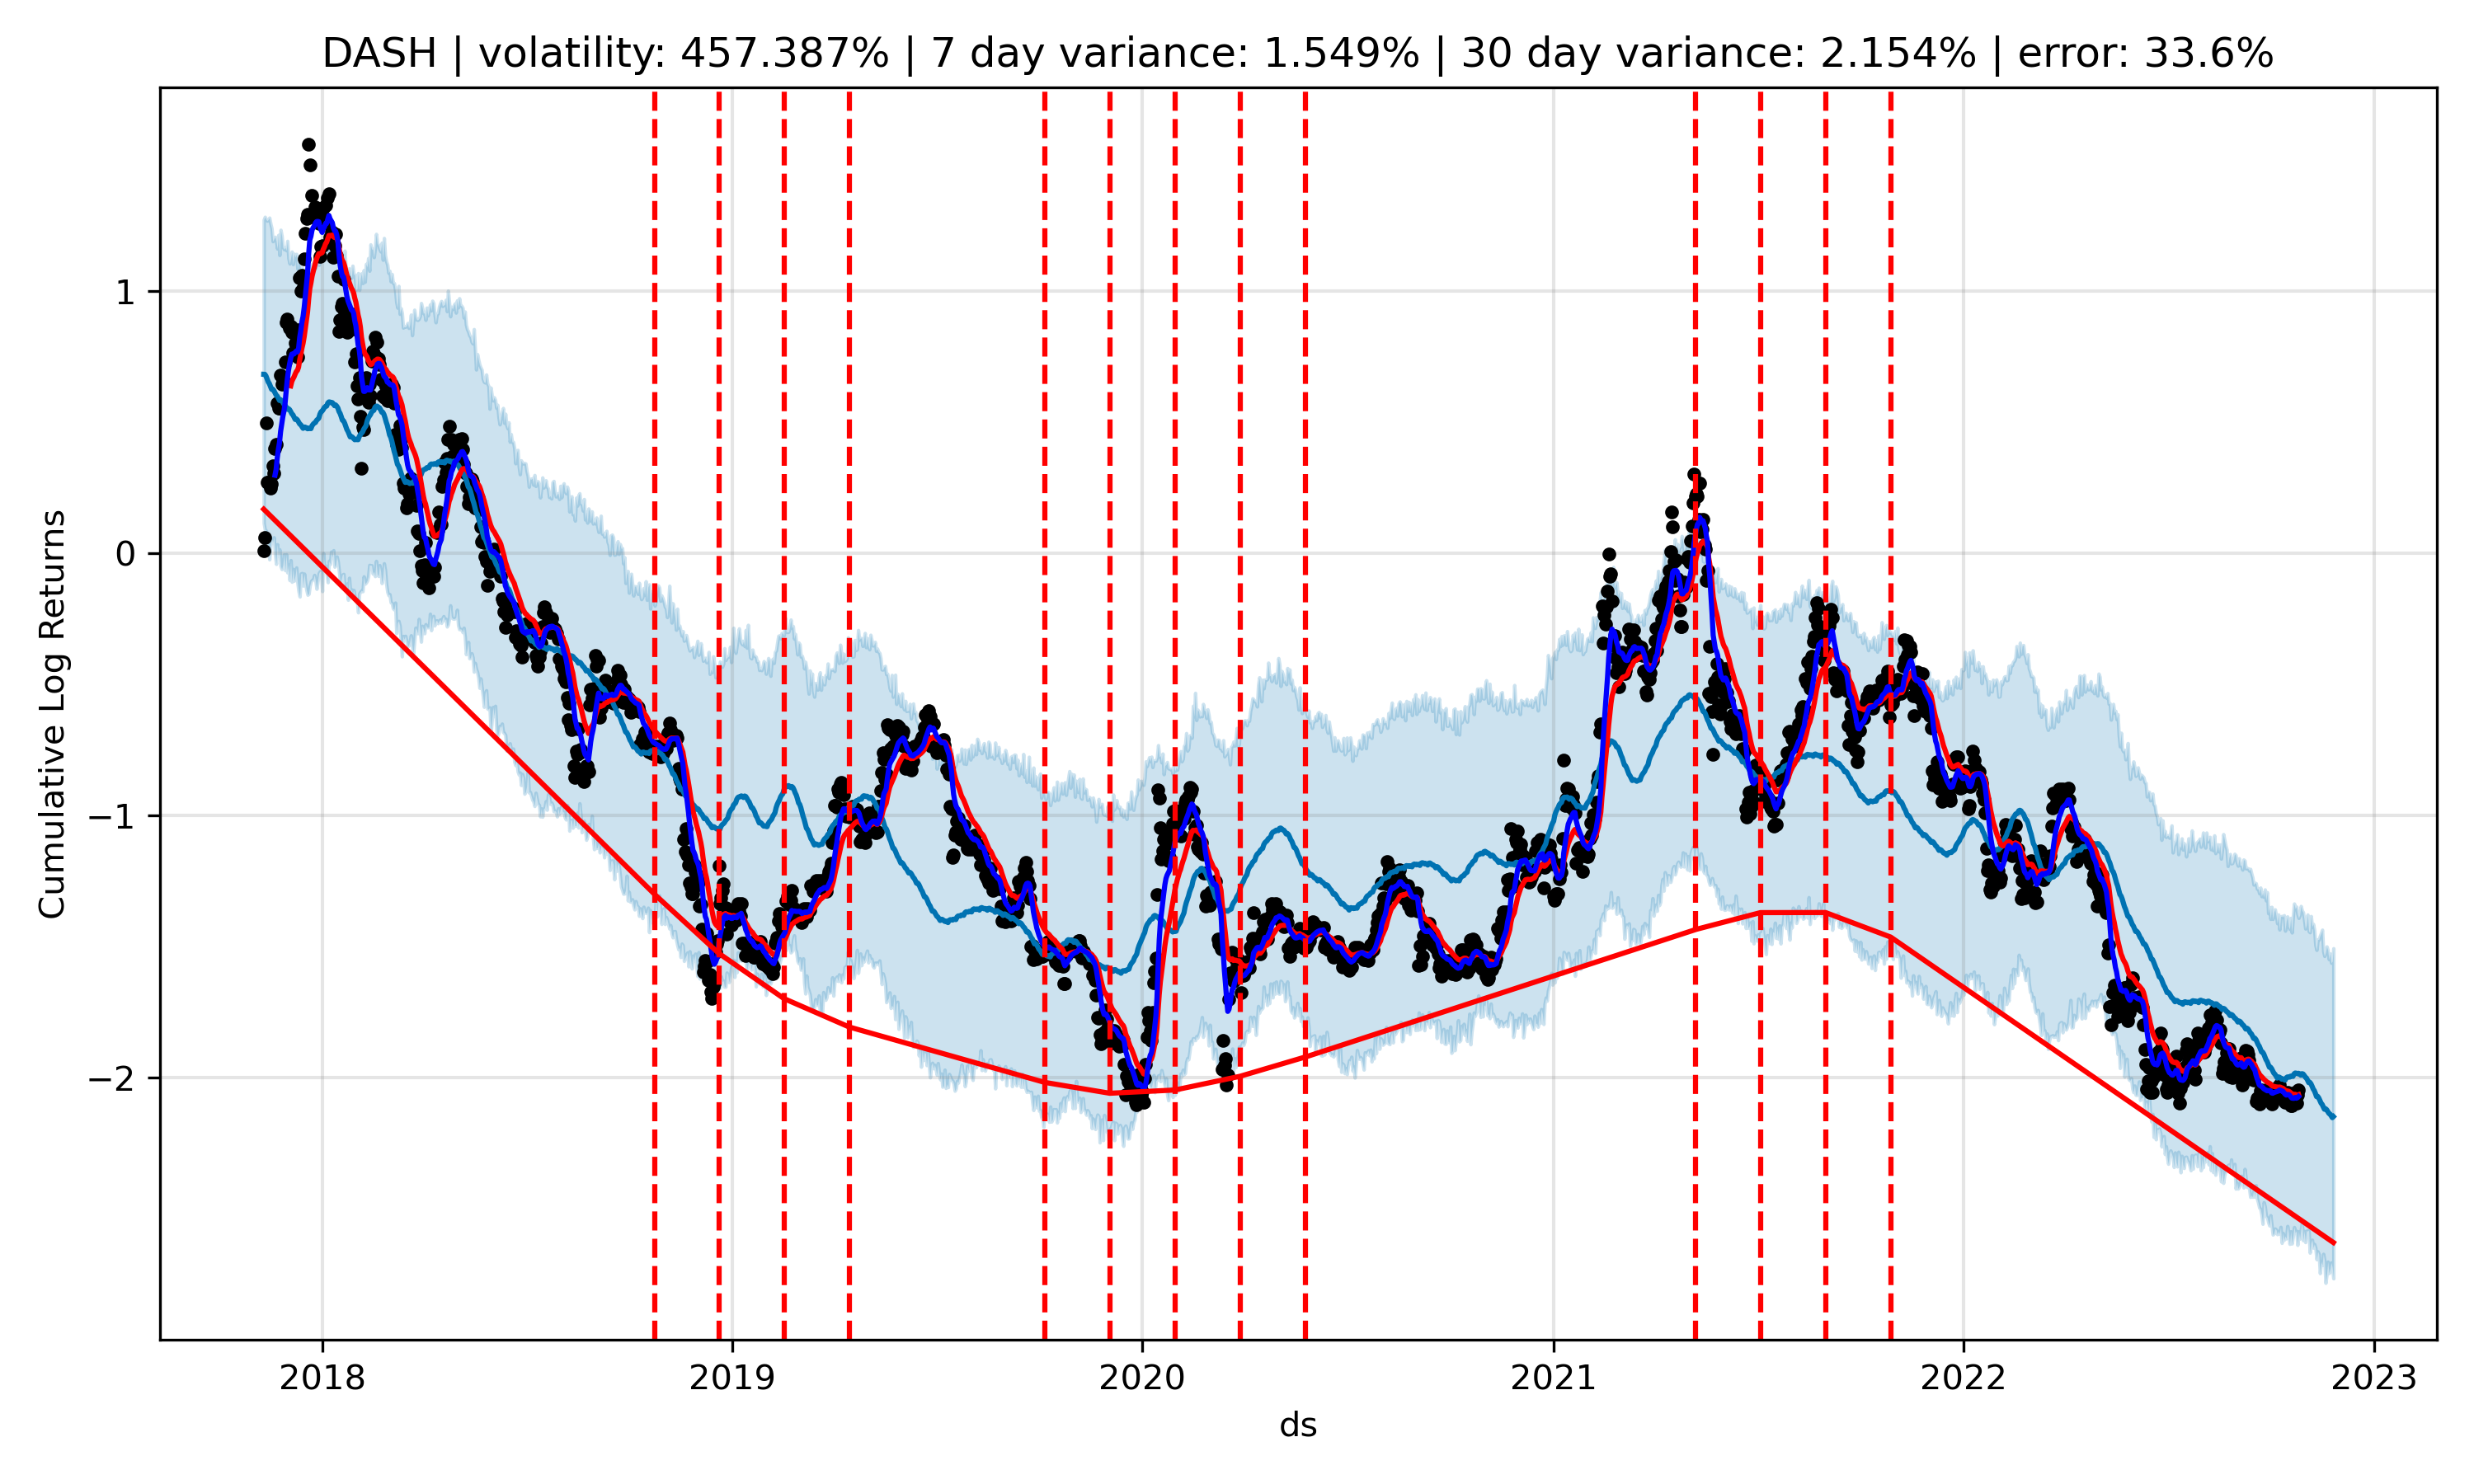 DASH | volatility: 457.387% | 7 day variance: 1.549% | 30 day variance: 2.154% | error: 33.6%
Cumulative Log Returns
1
0
−1
−2
2018 2019 2020 2021 2022 2023
ds